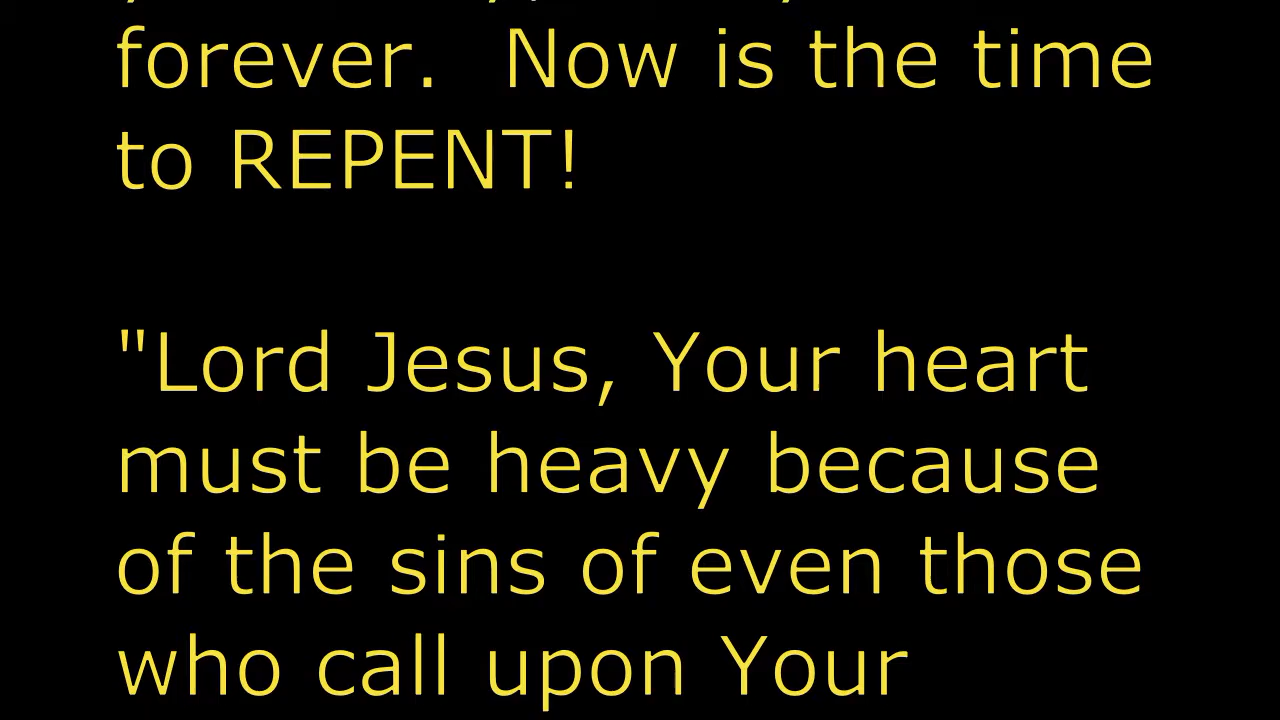 forever.  Now is the time
to REPENT!
"Lord Jesus, Your heart
must be heavy because
of the sins of even those
who call upon Your